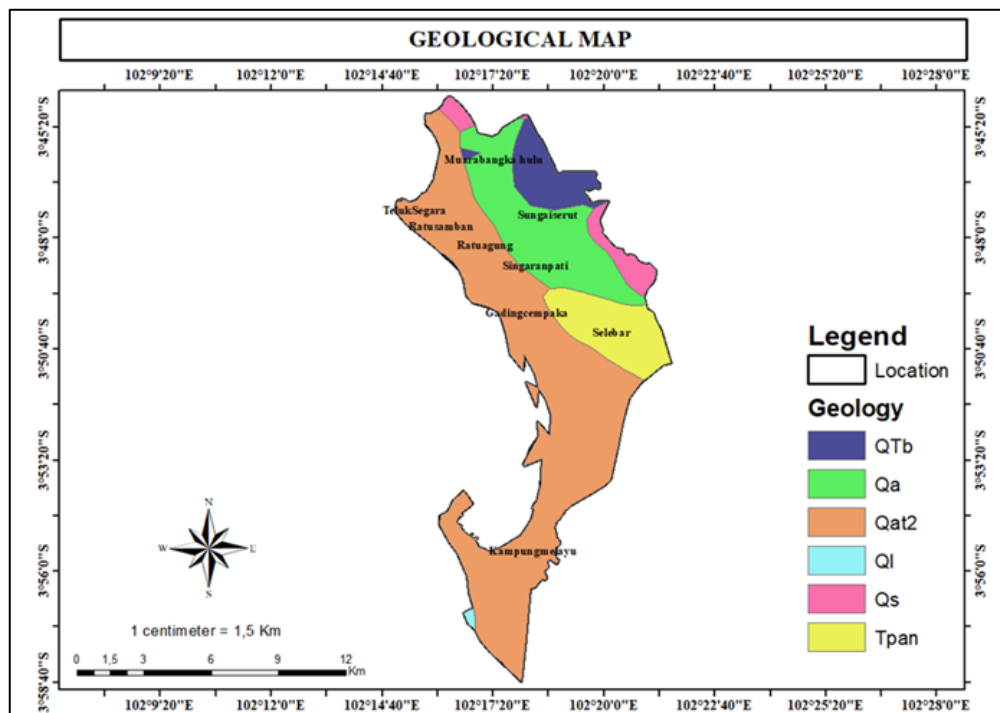 GEOLOGICAL MAP
102°9'20"E 102°12'0"E 102°14'40"E 102°17'20"E 102°20'0"E 102°22'40"E 102°25'20"E 102°28'0"E
3°45'20"S 3°45'20"S
Muarabangka hulu
TelukSegara
Sungaiserut
Ratusamban
3°48'0"S 3°48'0"S
Ratuagung
Singaranpati
Gadingcempaka
Selebar
3°50'40"S 3°50'40"S
3°53'20"S 3°53'20"S
Kampungmelayu
3°56'0"S 3°56'0"S
3°58'40"S 3°58'40"S
Legend
Location
Geology
QTb
Qa
Qat2
Ql
Qs
Tpan
N
W E
S
1 centimeter = 1,5 Km
0 1,5 3 6 9 12
Km
102°9'20"E 102°12'0"E 102°14'40"E 102°17'20"E 102°20'0"E 102°22'40"E 102°25'20"E 102°28'0"E